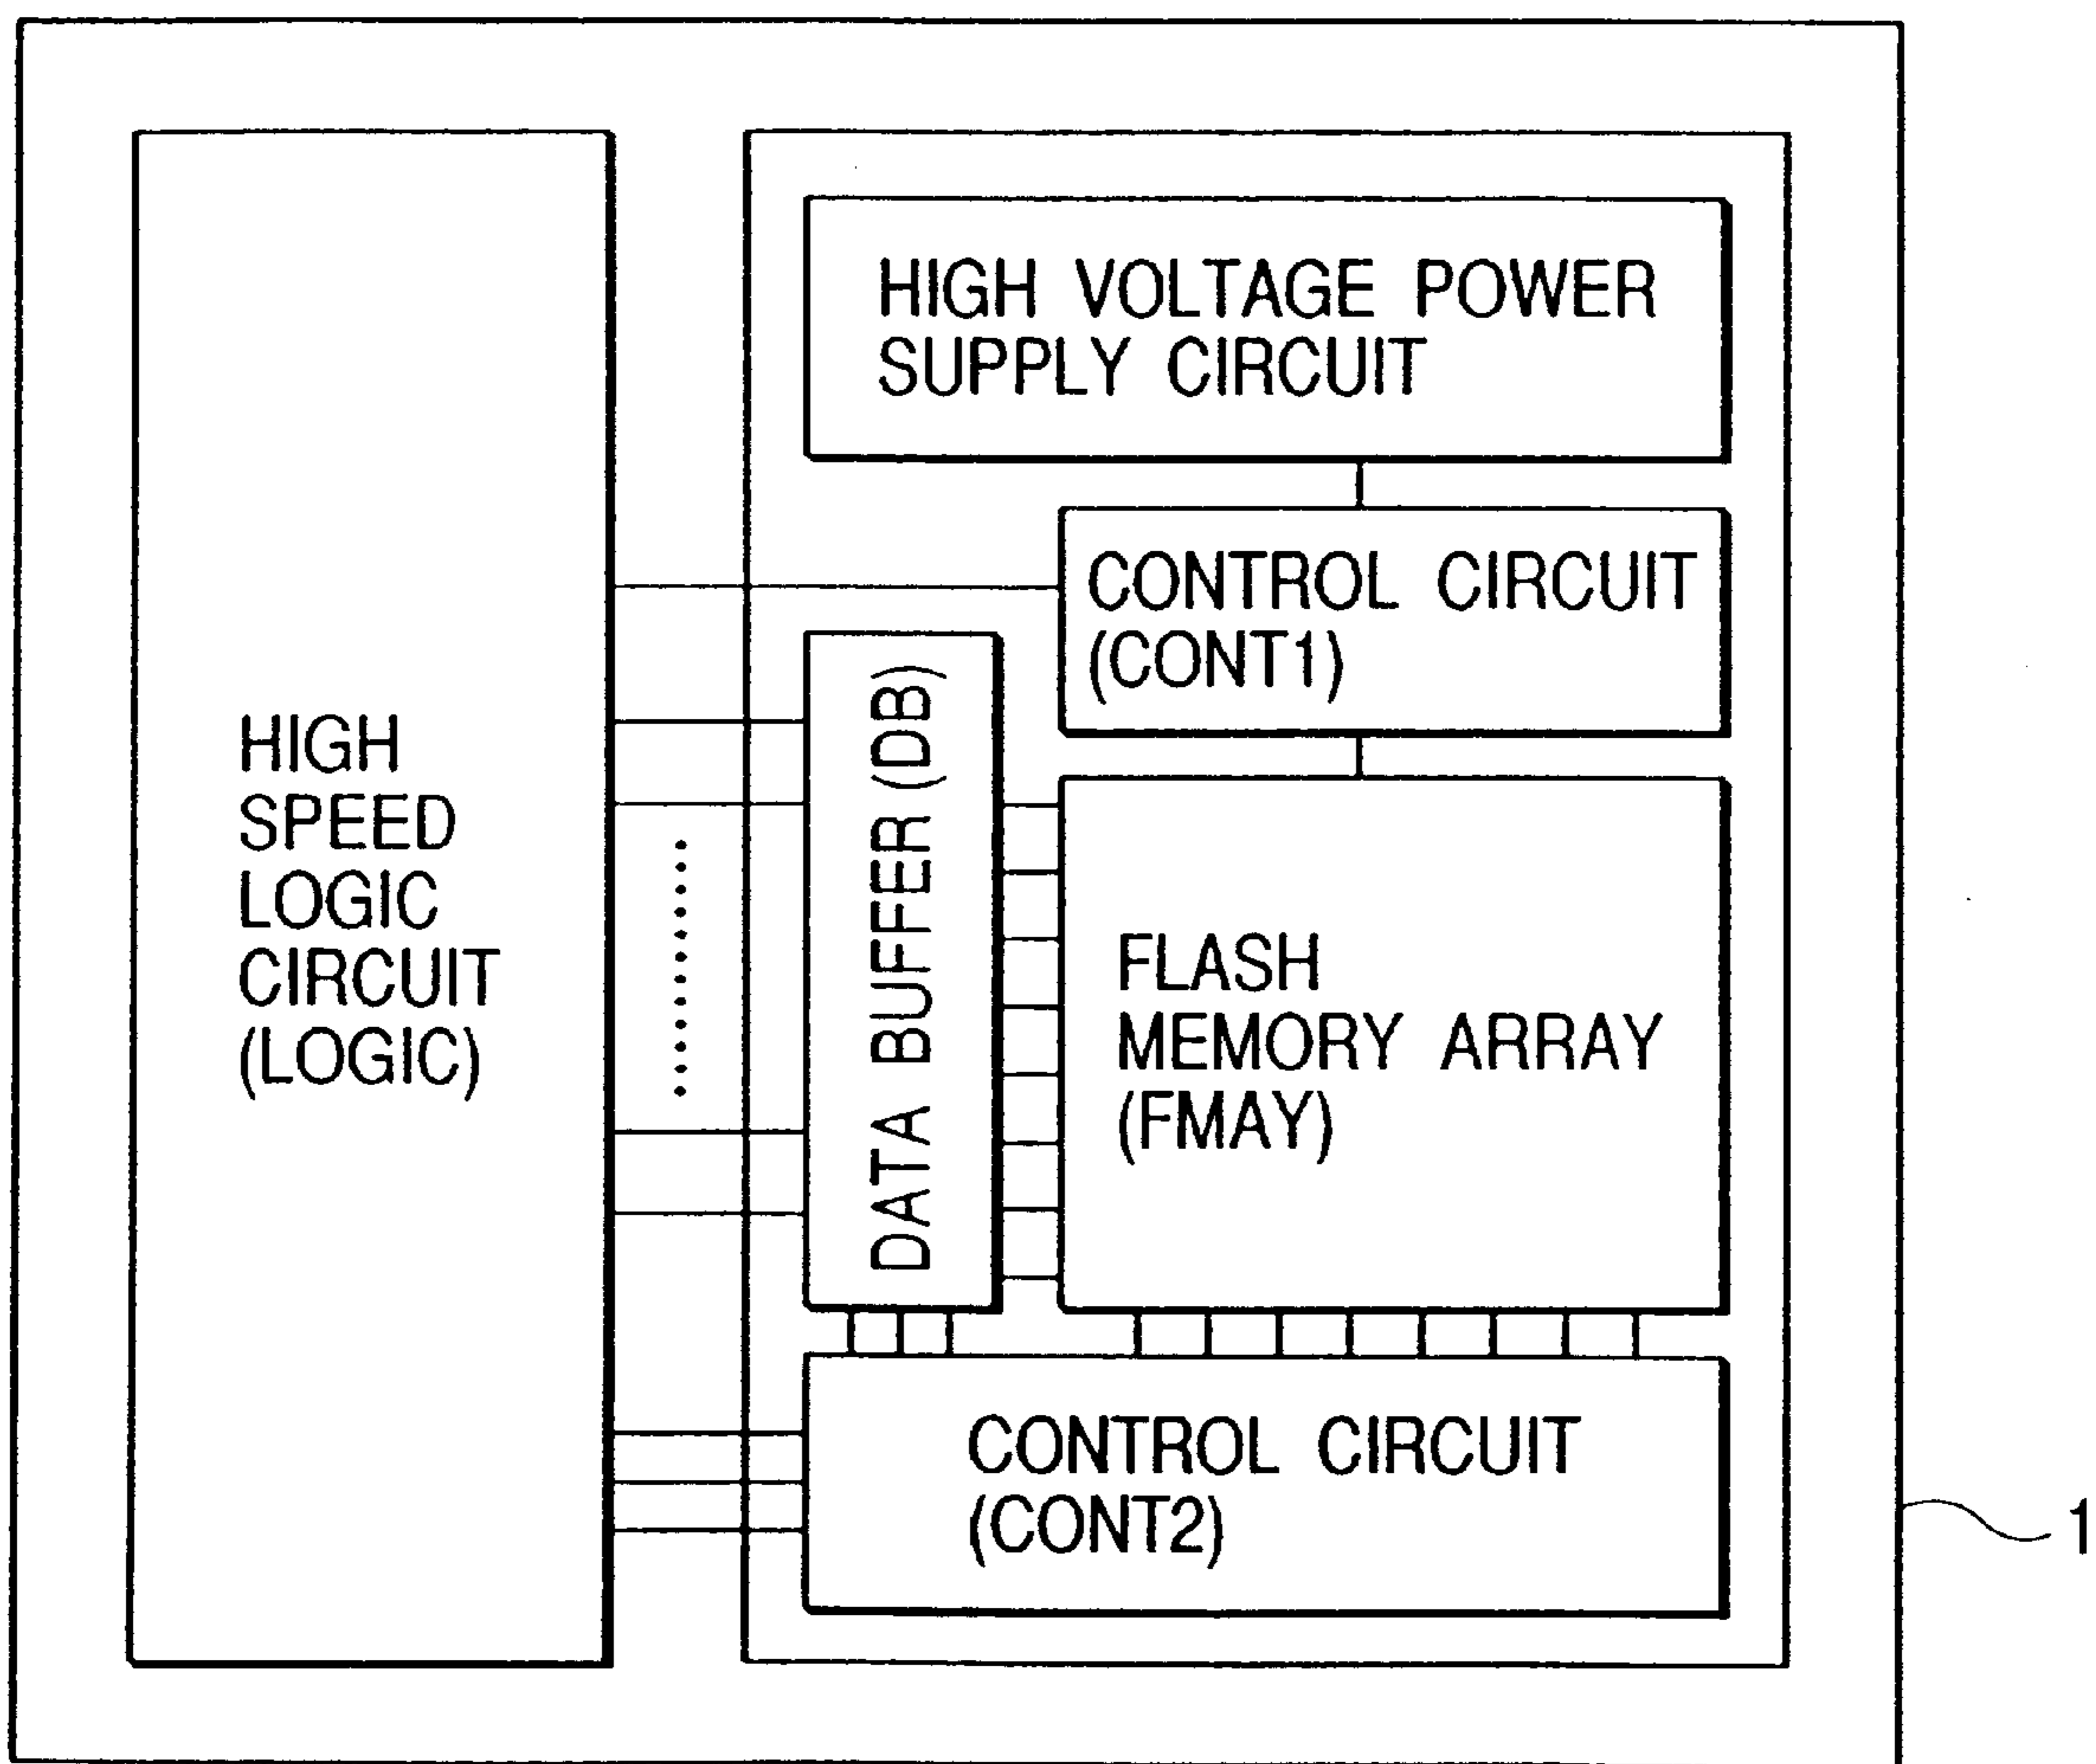 HIGH
SPEED
LOGIC
CIRCUIT
(LOGIC)
HIGH VOLTAGE POWER
SUPPLY CIRCUIT
CONTROL CIRCUIT
(CONT1)
DATA BUFFER (DB)
FLASH
MEMORY ARRAY
(FMAY)
CONTROL CIRCUIT
(CONT2)
1